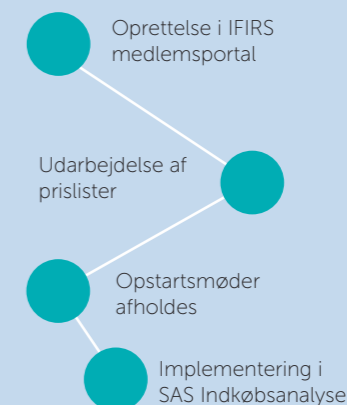 Oprettelse i IFIRS
medlemsportal
Udarbejdelse af
prislister
Opstartsmøder
afholdes
Implementering i
SAS Indkøbsanalyse